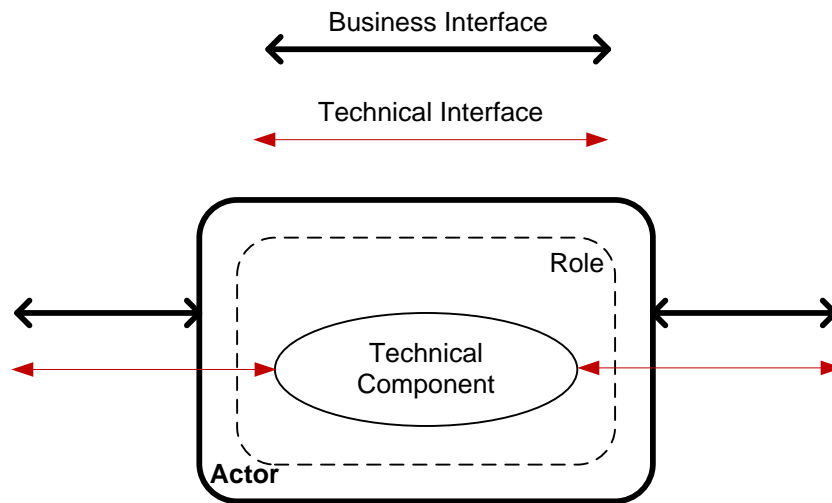 Business Interface
Technical Interface
Role
Technical
Component
Actor